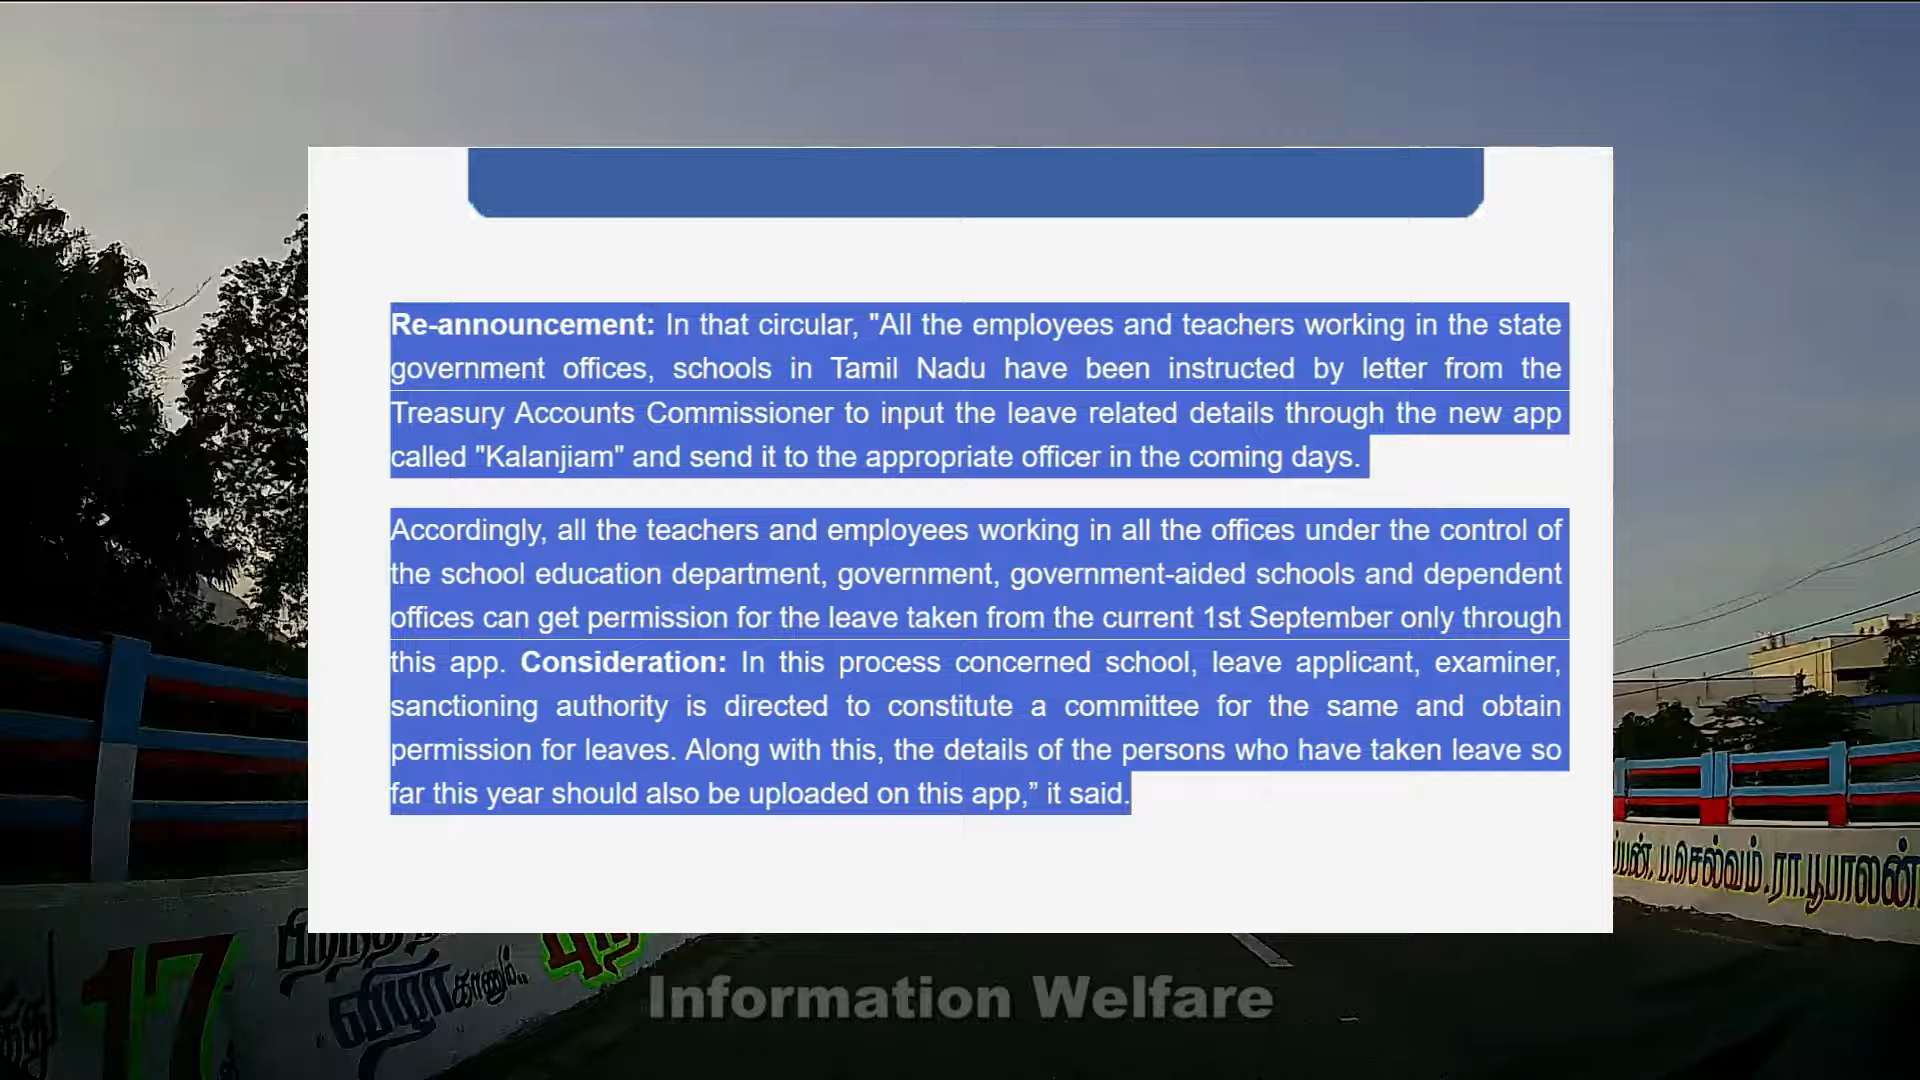 Re-announcement: In that circular, "All the employees and teachers working in the state
government offices, schools in Tamil Nadu have been instructed by letter from the
Treasury Accounts Commissioner to input the leave related details through the new app
called "Kalanjiam" and send it to the appropriate officer in the coming days.
Accordingly, all the teachers and employees working in all the offices under the control of
the school education department, government, government-aided schools and dependent
offices can get permission for the leave taken from the current 1st September only through
this app. Consideration: In this process concerned school, leave applicant, examiner,
sanctioning authority is directed to constitute a committee for the same and obtain
permission for leaves. Along with this, the details of the persons who have taken leave so
far this year should also be uploaded on this app,” it said.
ப.செல்வம்.ரா.பூபாலன்
17
விழா காணும்..
Information Welfare